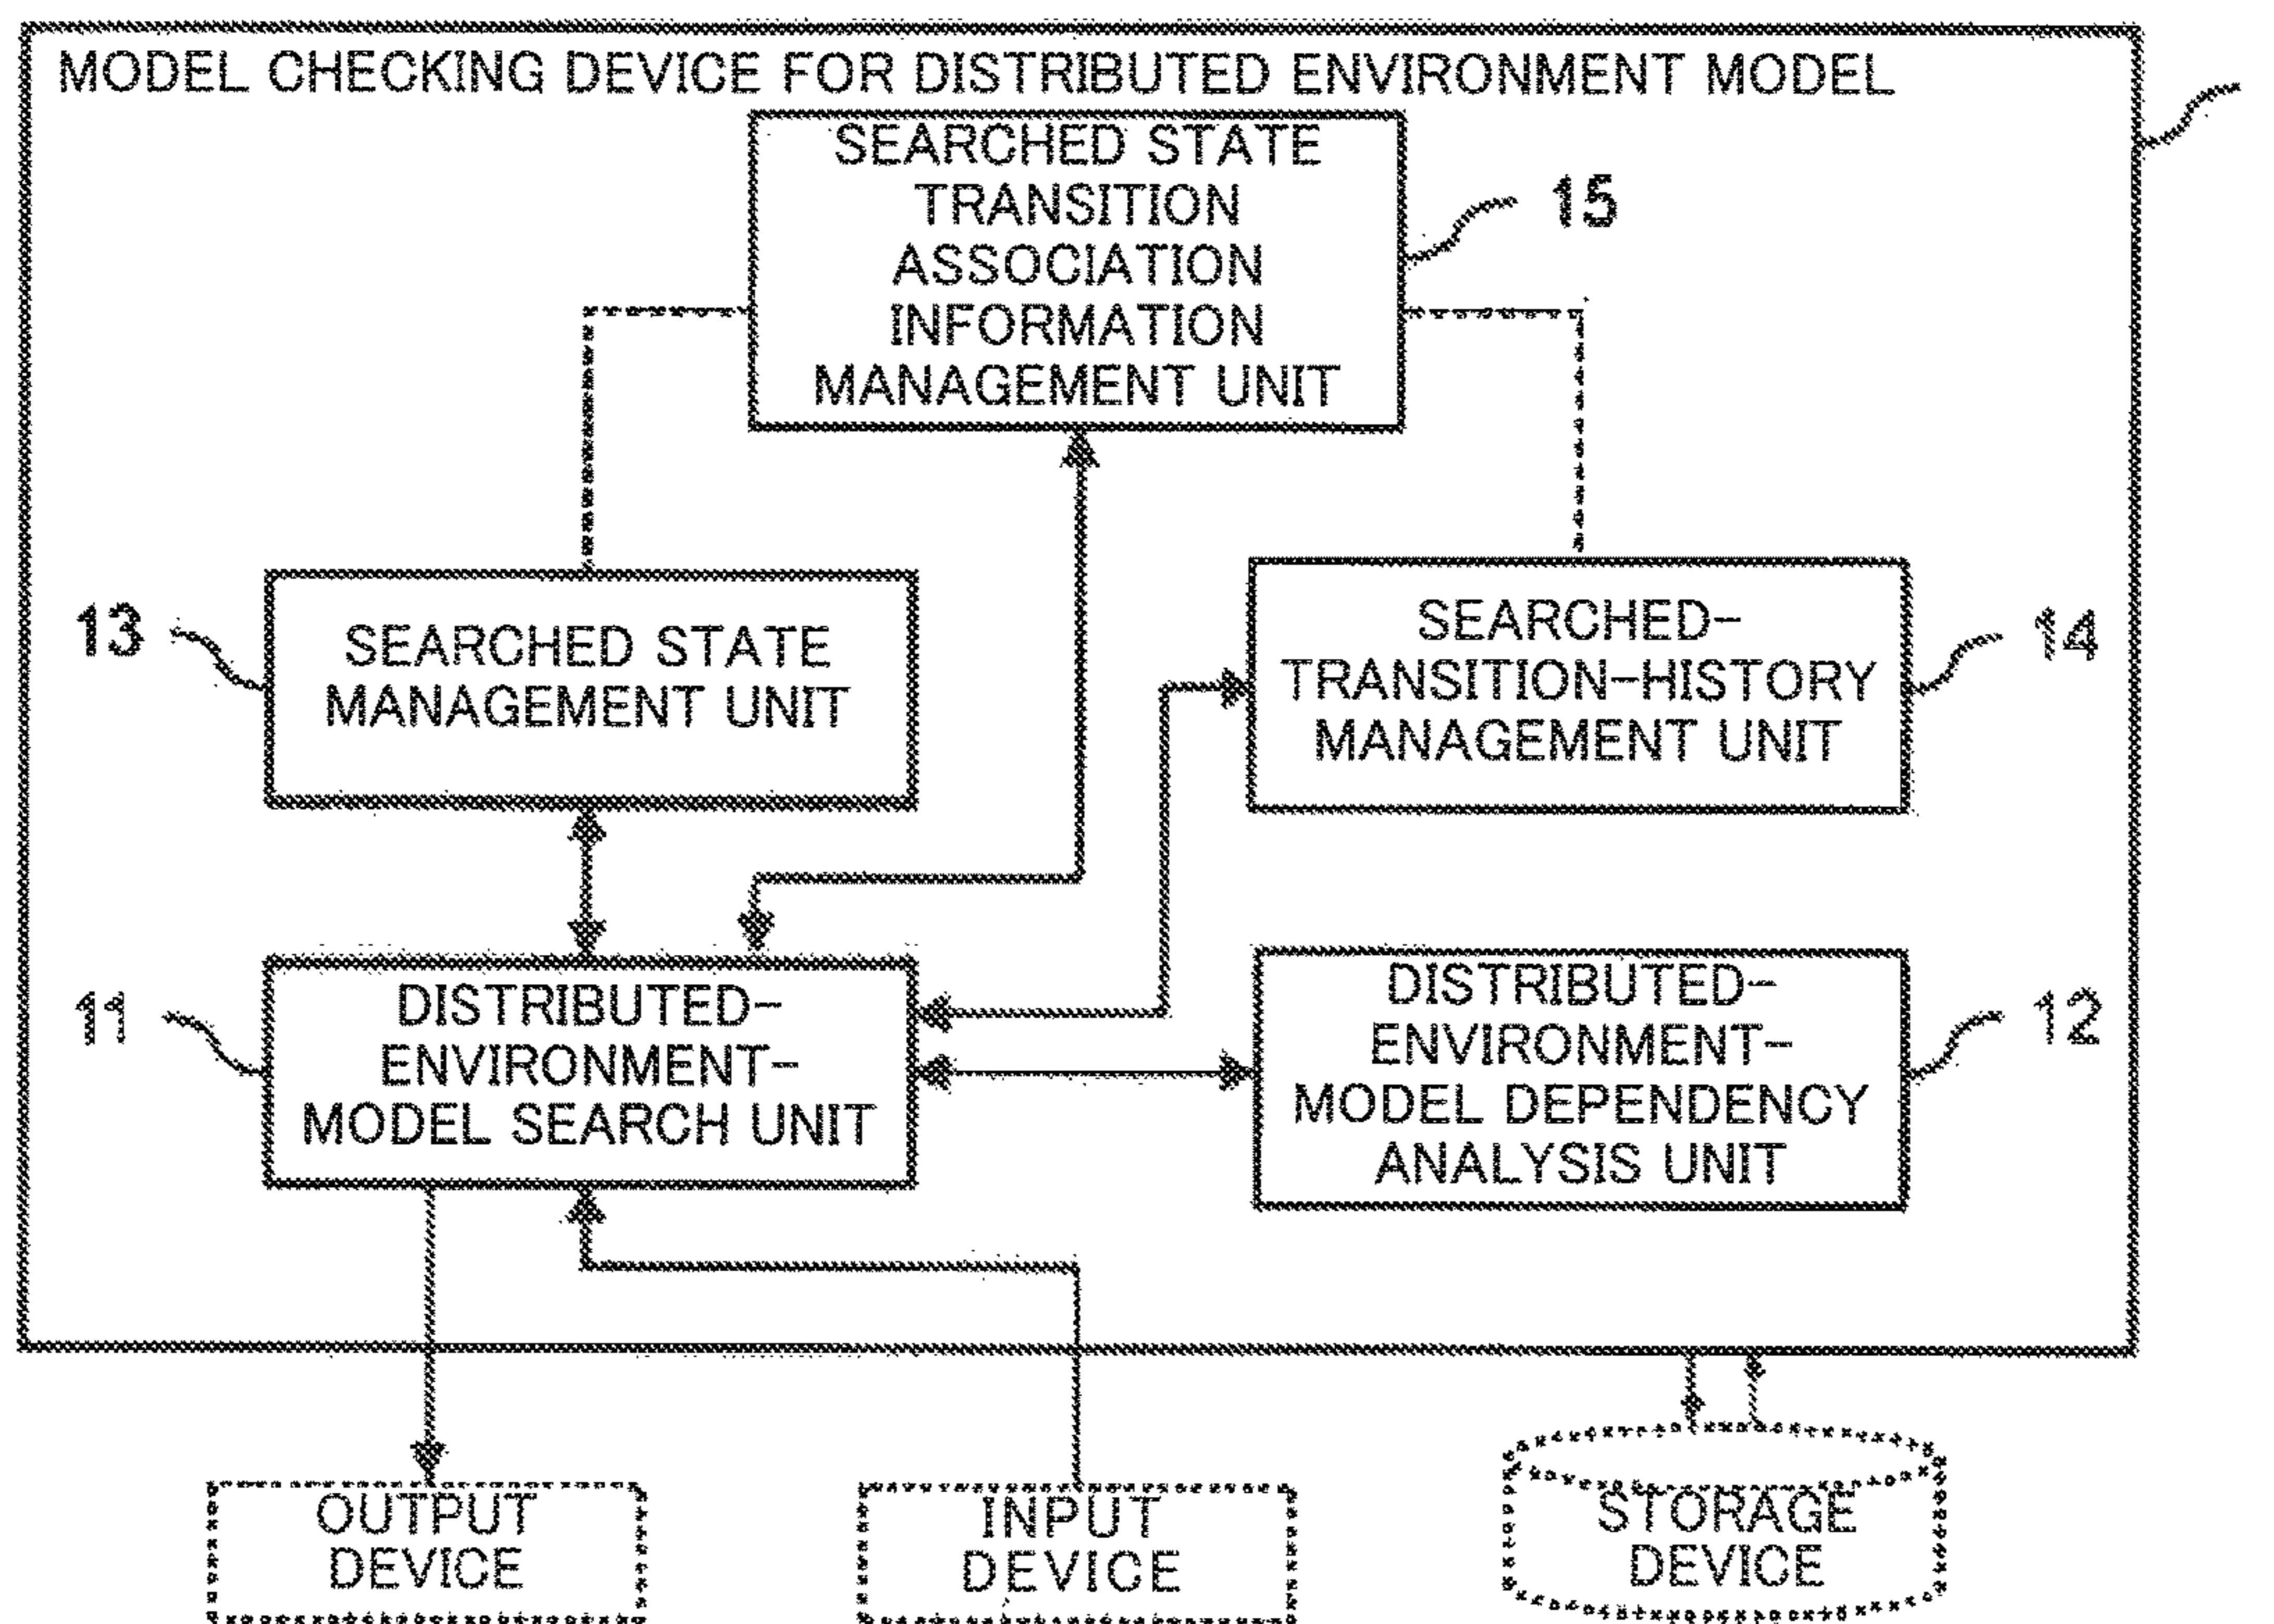 MODEL CHECKING DEVICE FOR DISTRIBUTED ENVIRONMENT MODEL
SEARCHED STATE
TRANSITION
ASSOCIATION
INFORMATION
MANAGEMENT UNIT
15
13
SEARCHED STATE
MANAGEMENT UNIT
SEARCHED-
TRANSITION-HISTORY
MANAGEMENT UNIT
14
11
DISTRIBUTED-
ENVIRONMENT-
MODEL SEARCH UNIT
DISTRIBUTED-
ENVIRONMENT-
MODEL DEPENDENCY
ANALYSIS UNIT
12
OUTPUT
DEVICE
INPUT
DEVICE
STORAGE
DEVICE